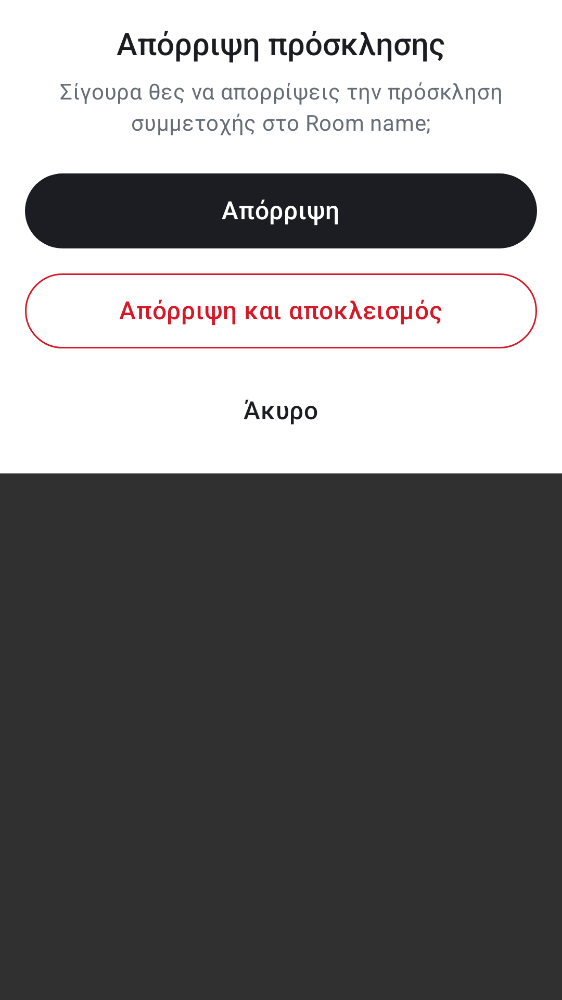 Απόρριψη πρόσκλησης
Σίγουρα θες να απορρίψεις την πρόσκληση
συμμετοχής στο Room name;
Απόρριψη
Απόρριψη και αποκλεισμός
Άκυρο